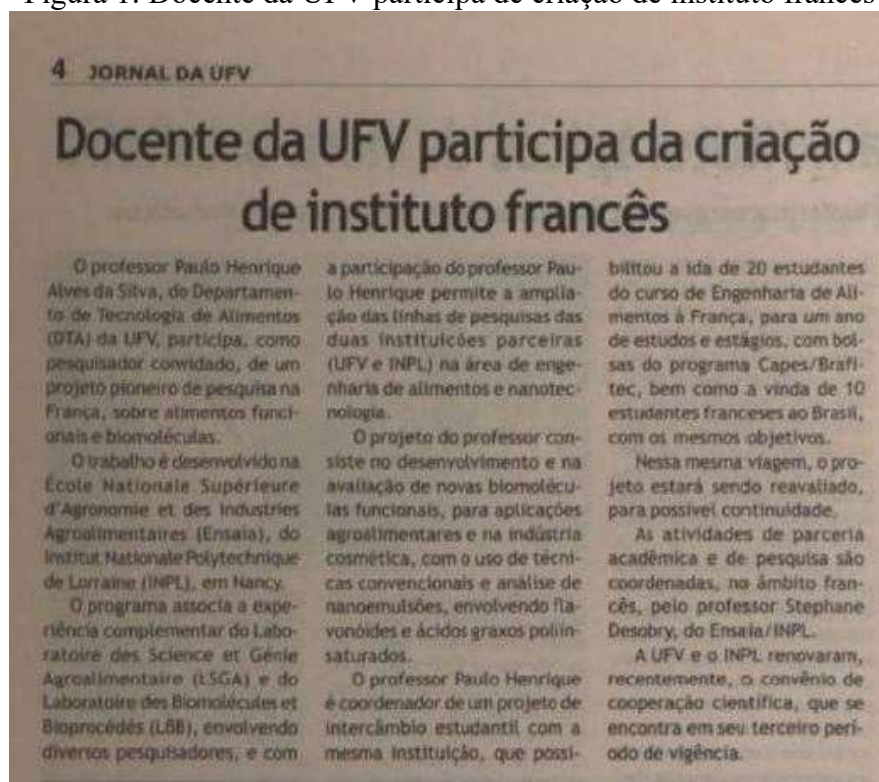 Figura 1: Docente da UFV participa de criação de instituto francês
4 JORNAL DA UFV
Docente da UFV participa da criação
de instituto francês
O professor Paulo Henrique
Alves da Silva, do Departamen-
to de Tecnologia de Alimentos
(DTA) da UFV, participa, como
pesquisador convidado, de um
projeto pioneiro de pesquisa na
França, sobre alimentos funci-
onais e biomoléculas.
O trabalho é desenvolvido na
École Nationale Supérieure
d'Agronomie et des Industries
Agroalimentaires (Ensaia), do
Institut Nationale Polytechnique
de Lorraine (INPL), em Nancy.
O programa associa a expe-
riência complementar do Labo-
ratoire des Science et Génie
Agroalimentaire (LSGA) e do
Laboratoire des Biomolécules et
Bioprocédés (LBB), envolvendo
diversos pesquisadores, e com
a participação do professor Pau-
lo Henrique permite a amplia-
ção das linhas de pesquisas das
duas instituições parceiras
(UFV e INPL) na área de enge-
nharia de alimentos e nanotec-
nologia.
O projeto do professor con-
siste no desenvolvimento e na
avaliação de novas biomolécu-
las funcionais, para aplicações
agroalimentares e na indústria
cosmética, com o uso de técni-
cas convencionais e análise de
nanoemulsões, envolvendo fla-
vonóides e ácidos graxos poliin-
saturados.
O professor Paulo Henrique
é coordenador de um projeto de
intercâmbio estudantil com a
mesma instituição, que possi-
bilitou a ida de 20 estudantes
do curso de Engenharia de Ali-
mentos à França, para um ano
de estudos e estágios, com bol-
sas do programa Capes/Brafi-
tec, bem como a vinda de 10
estudantes franceses ao Brasil,
com os mesmos objetivos.
Nessa mesma viagem, o pro-
jeto estará sendo reavaliado,
para possível continuidade.
As atividades de parceria
acadêmica e de pesquisa são
coordenadas, no âmbito fran-
cês, pelo professor Stephane
Desobry, do Ensaia/INPL.
A UFV e o INPL renovaram,
recentemente, o convênio de
cooperação científica, que se
encontra em seu terceiro perí-
odo de vigência.